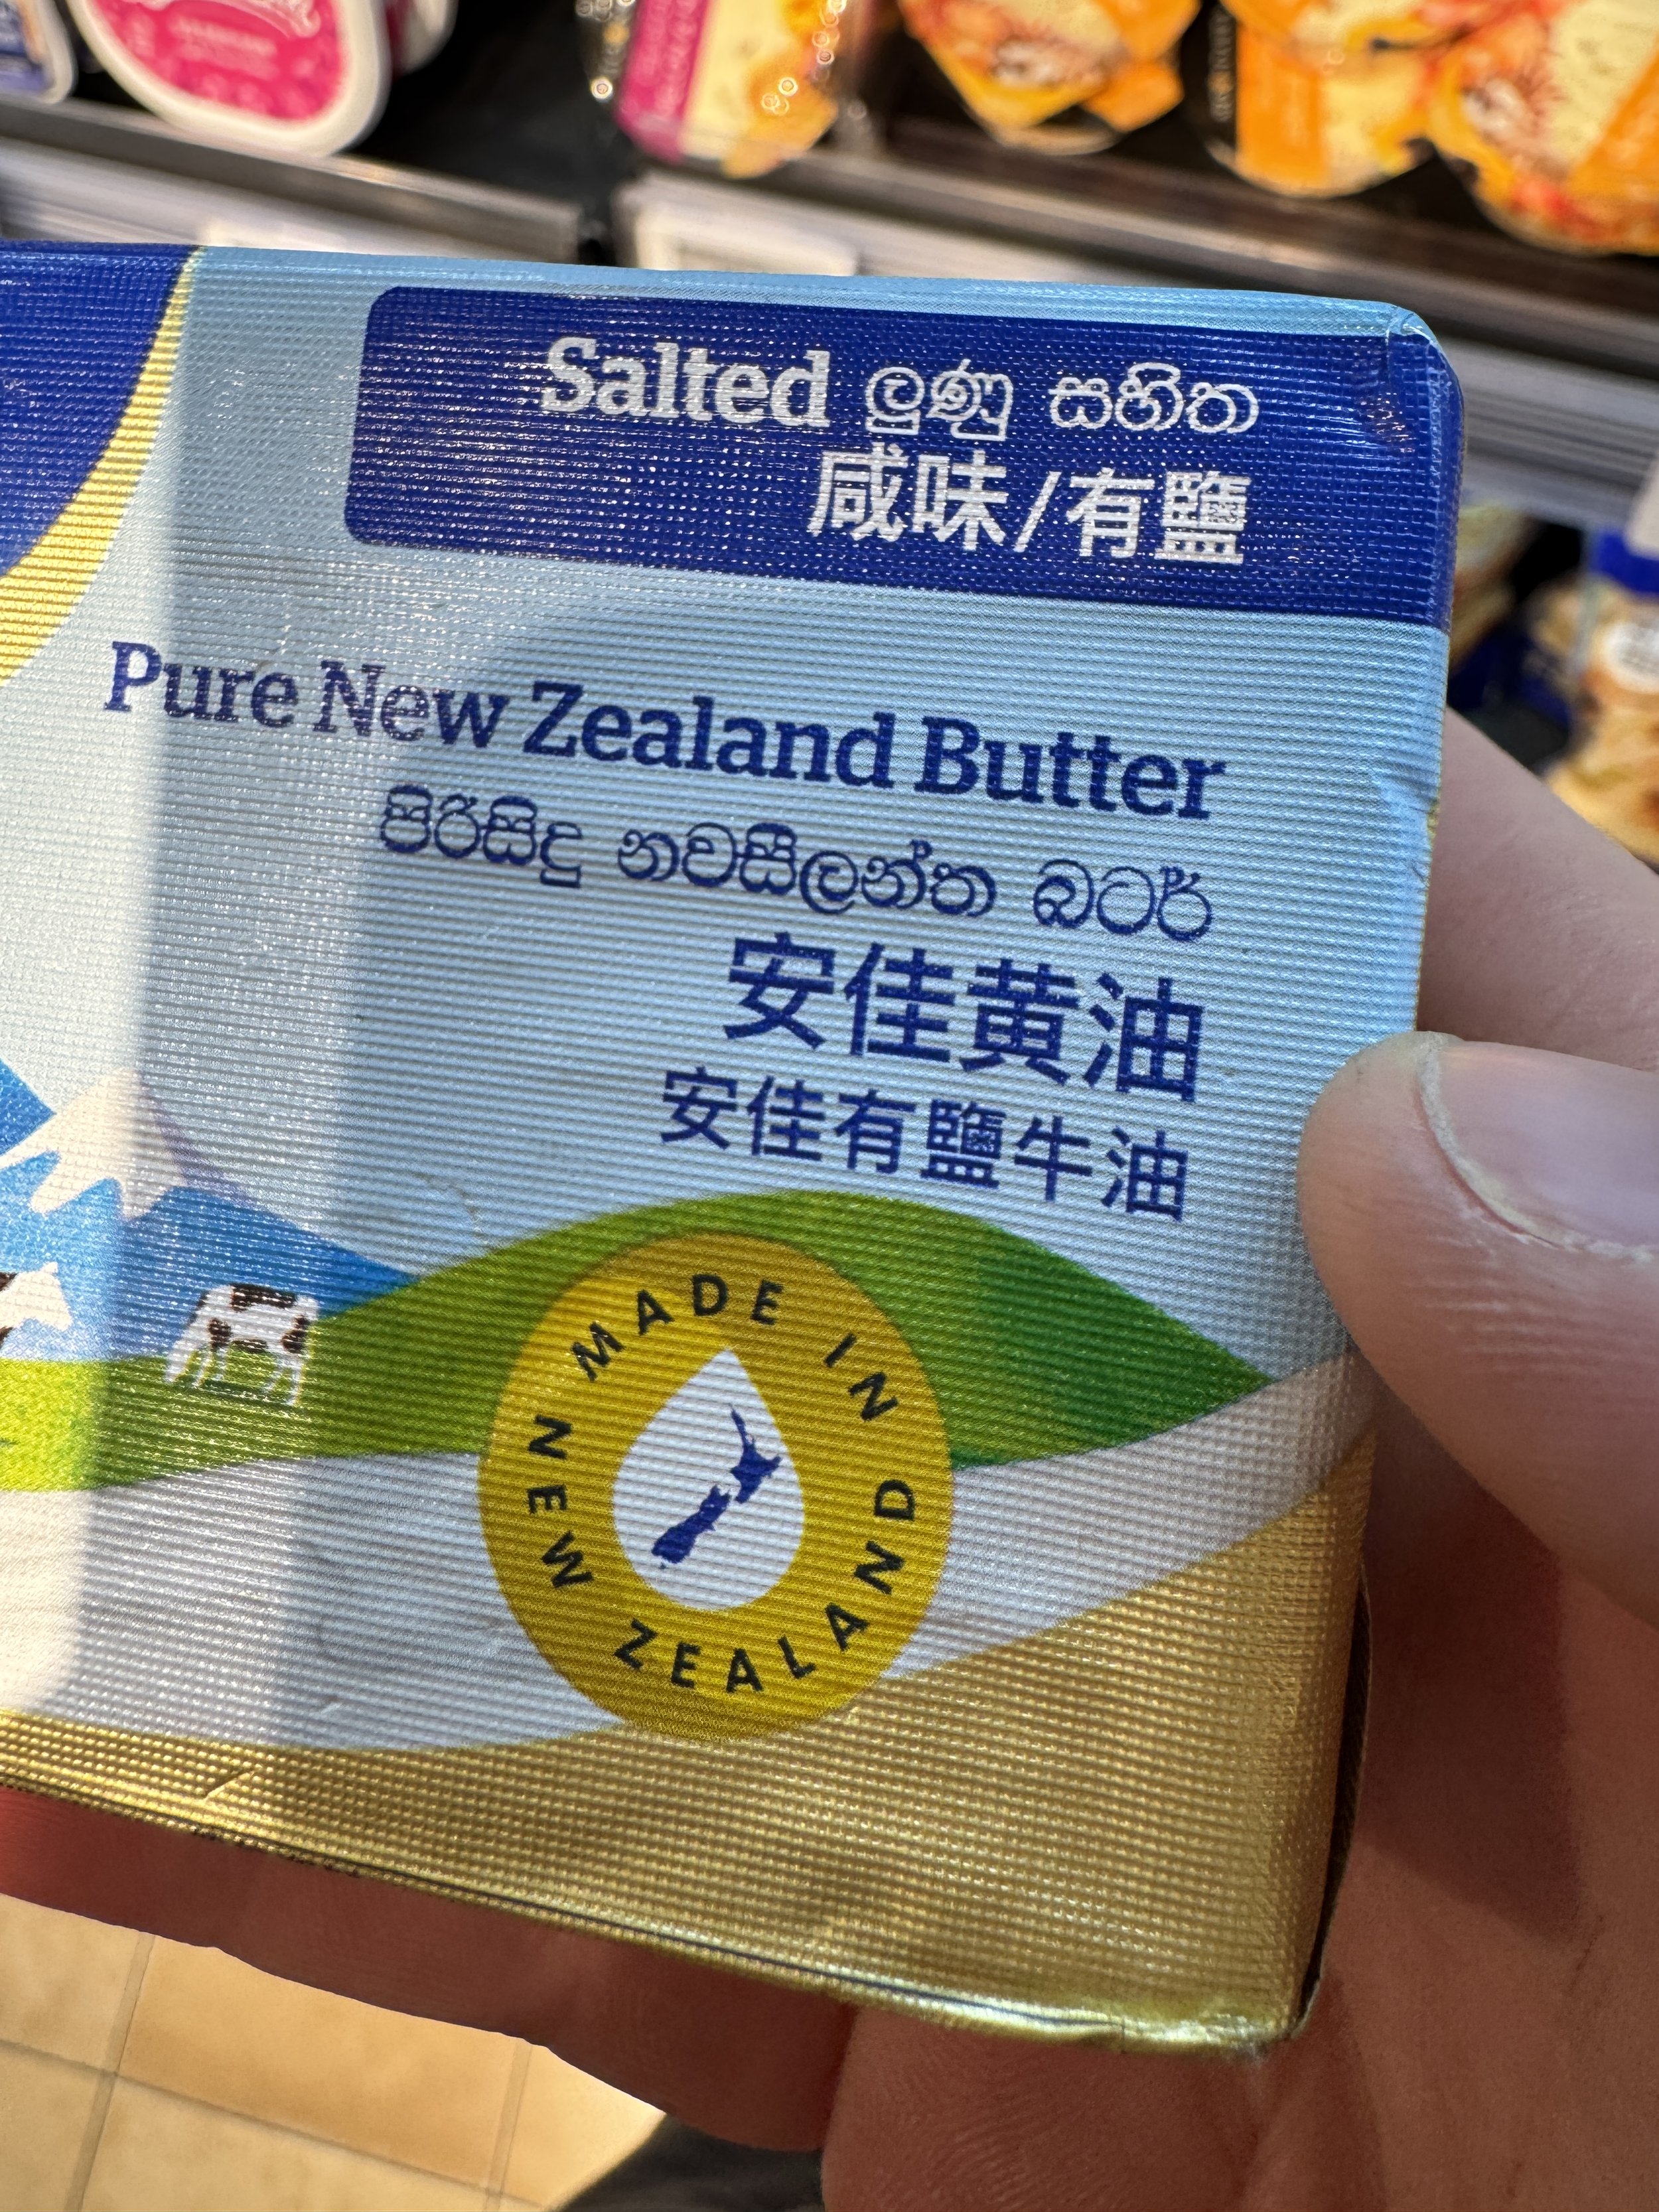 Salted ලුණු සහිත
咸味/有鹽
Pure New Zealand Butter
පිරිසිදු නවසීලන්ත බටර්
安佳黄油
安佳有鹽牛油
MADE IN NEW ZEALAND